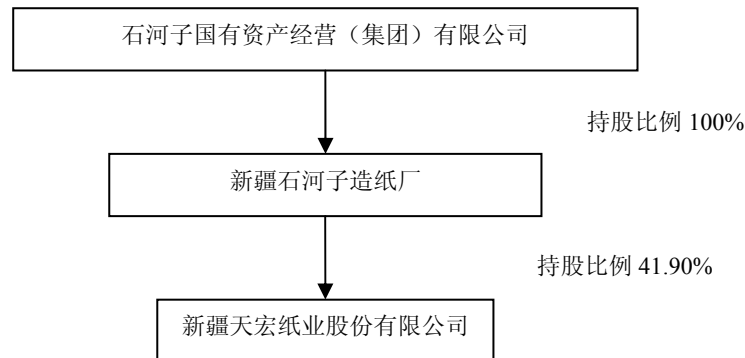 石河子国有资产经营（集团）有限公司
持股比例 100%
新疆石河子造纸厂
持股比例 41.90%
新疆天宏纸业股份有限公司